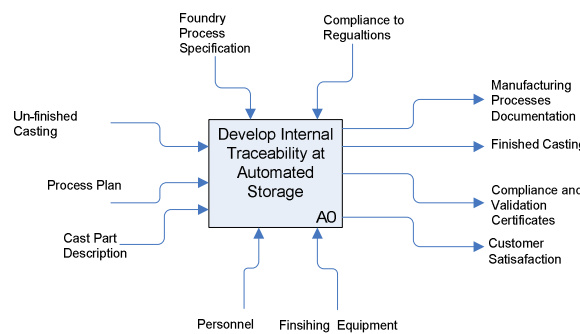 Foundry
Process
Specification
Compliance to
Regualtions
Un-finished
Casting
Process Plan
Cast Part
Description
Develop Internal
Traceability at
Automated
Storage
A0
Manufacturing
Processes
Documentation
Finished Casting
Compliance and
Validation
Certificates
Customer
Satisafaction
Personnel
Finsihing Equipment